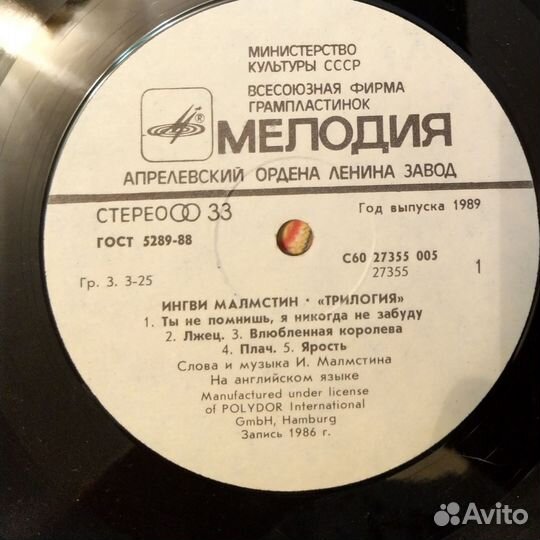 МИНИСТЕРСТВО
КУЛЬТУРЫ СССР
ВСЕСОЮЗНАЯ ФИРМА
ГРАМПЛАСТИНОК
®
МЕЛОДИЯ
АПРЕЛЕВСКИЙ ОРДЕНА ЛЕНИНА ЗАВОД
СТЕРЕО 33
Год выпуска 1989
ГОСТ 5289-88
С60 27355 005
27355
1
Гр. 3. 3-25
ИНГВИ МАЛМСТИН • «ТРИЛОГИЯ»
1. Ты не помнишь, я никогда не забуду
2. Лжец. 3. Влюбленная королева
4. Плач. 5. Ярость
Слова и музыка И. Малмстина
На английском языке
Manufactured under license
of POLYDOR International
GmbH, Hamburg
Запись 1986 г.
Avito